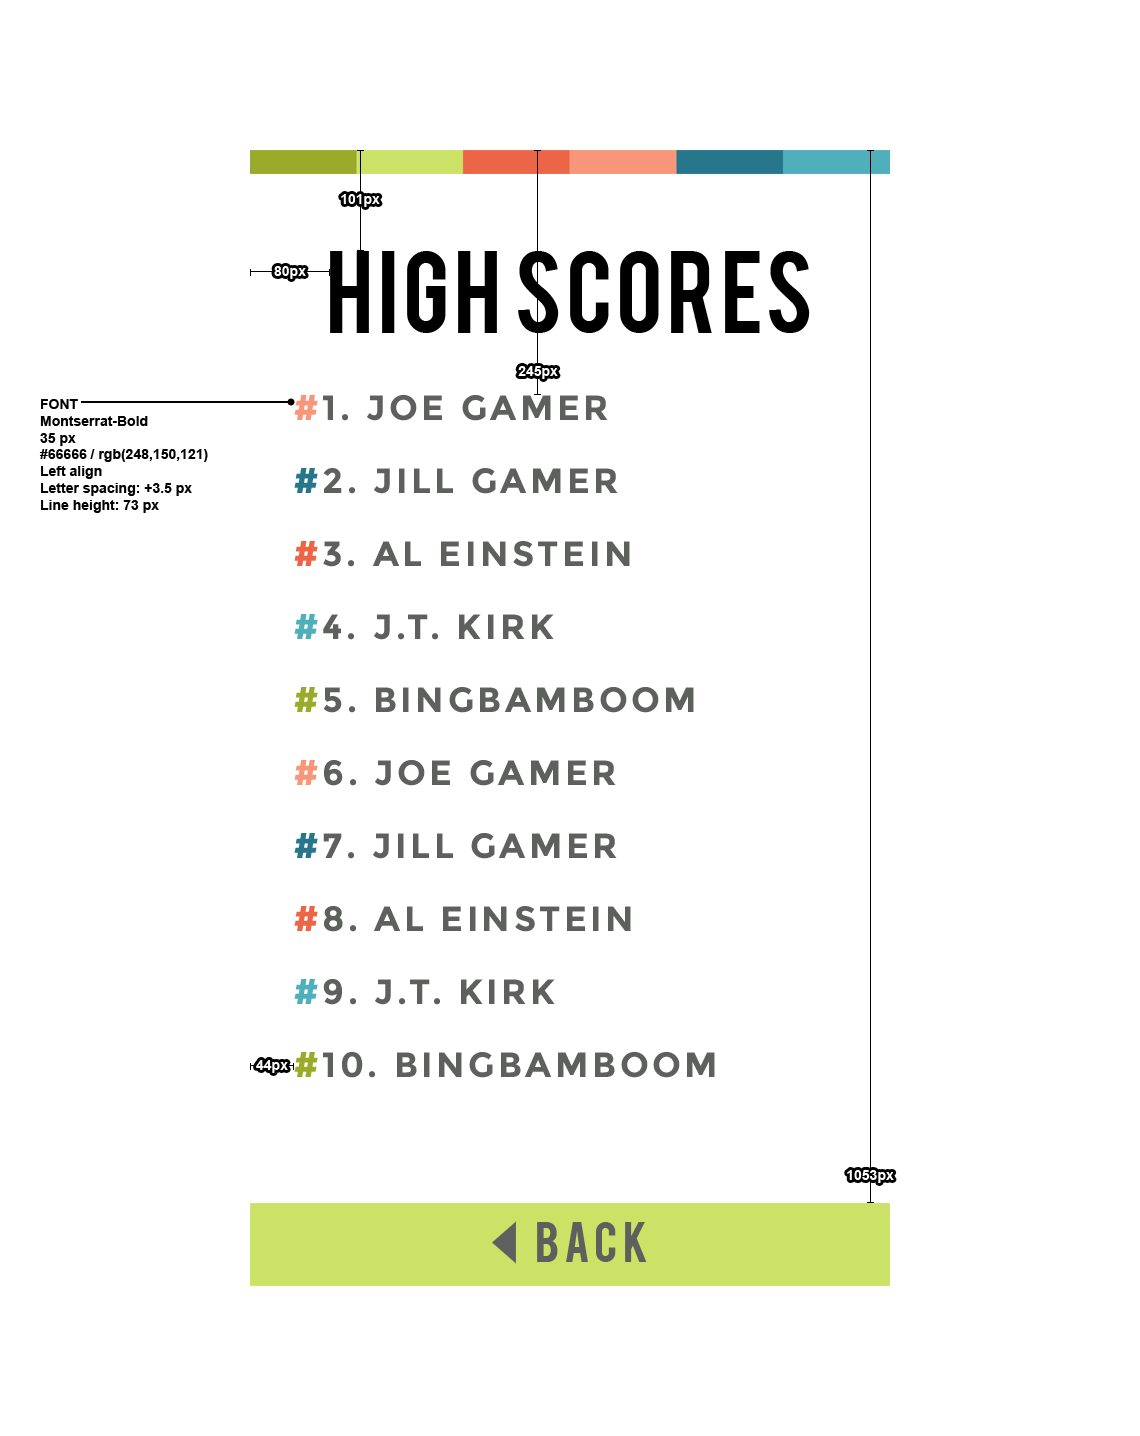 101px
HIGH SCORES
80px
245px
FONT
Montserrat-Bold
35 px
#66666 / rgb(248,150,121)
Left align
Letter spacing: +3.5 px
Line height: 73 px
#1. JOE GAMER
#2. JILL GAMER
#3. AL EINSTEIN
#4. J.T. KIRK
#5. BINGBAMBOOM
#6. JOE GAMER
#7. JILL GAMER
#8. AL EINSTEIN
#9. J.T. KIRK
44px
#10. BINGBAMBOOM
1053px
BACK